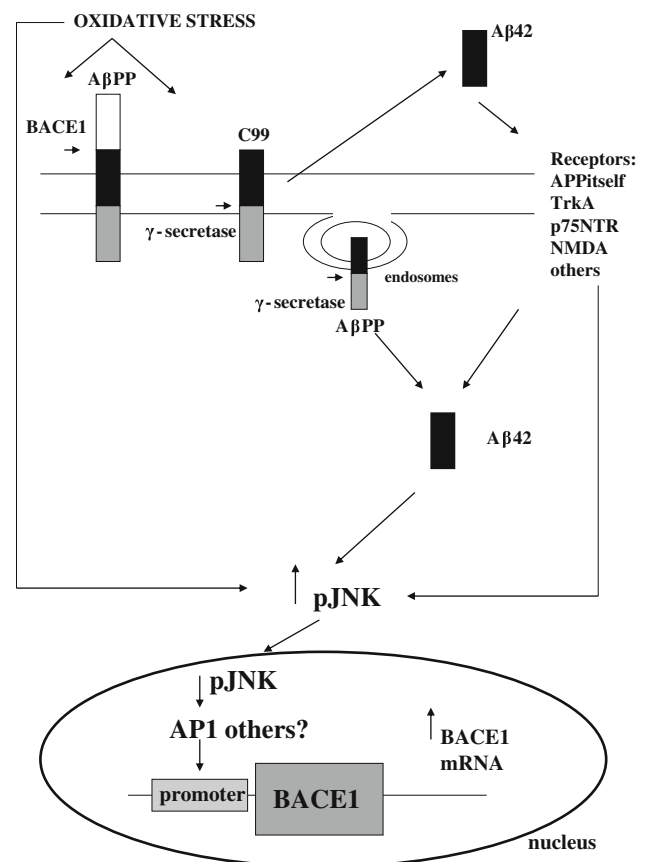 OXIDATIVE STRESS
Aβ42
AβPP
BACE1
C99
Receptors:
APPitself
TrkA
p75NTR
NMDA
others
γ-secretase
endosomes
γ-secretase
AβPP
Aβ42
pJNK
pJNK
AP1 others?
BACE1
mRNA
promoter
BACE1
nucleus